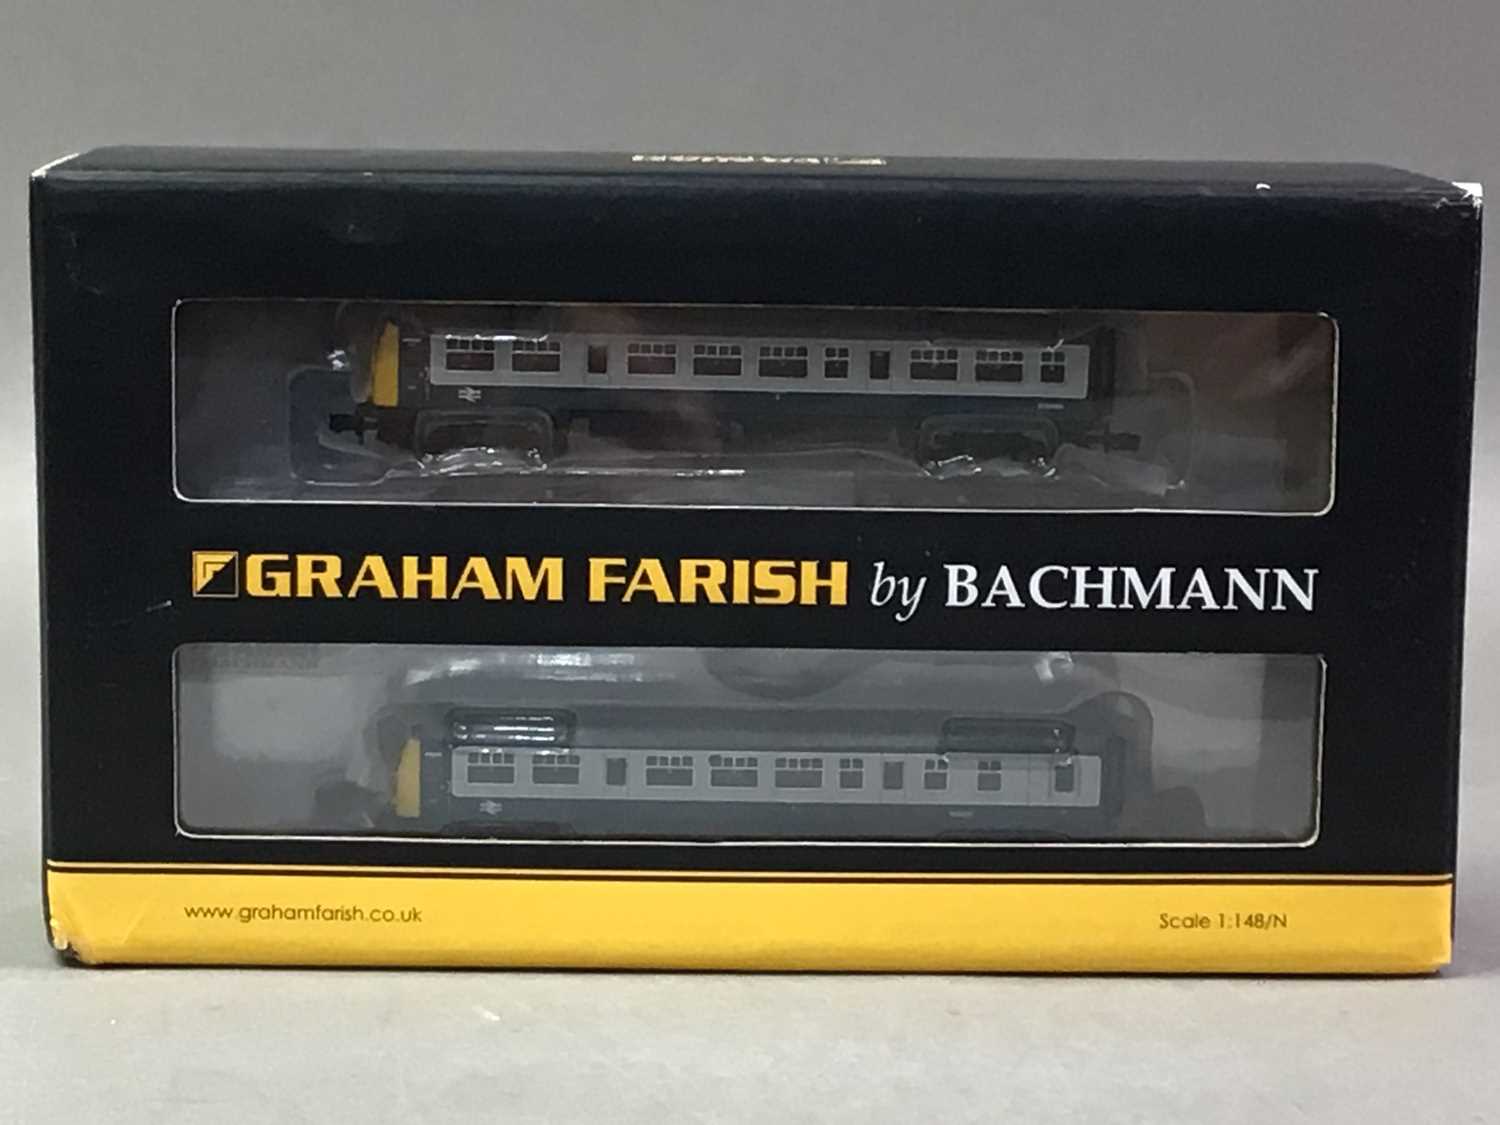 GRAHAM FARISH by BACHMANN
www.grahamfarish.co.uk
Scale 1:148/N